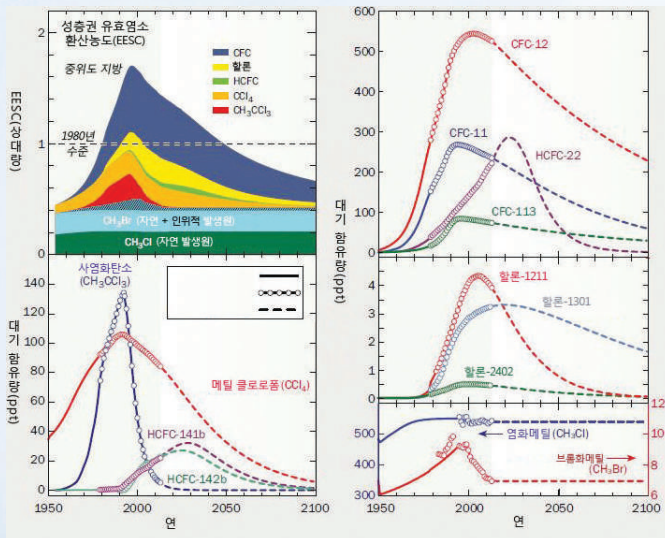 성층권 유효염소
환산농도(EESC)
중위도 지방
CFC
할론
HCFC
CCl₄
CH₃CCl₃
1980년
수준
EESC(상대량)
2
1
0
CH₃Br (자연 + 인위적 발생원)
CH₃Cl (자연 발생원)
사염화탄소
(CH₃CCl₃)
메틸 클로로폼(CCl₄)
HCFC-141b
HCFC-142b
대기 함유량(ppt)
140
120
100
80
60
40
20
0
1950
2000
2050
2100
연
600
500
400
300
200
100
0
CFC-12
CFC-11
HCFC-22
CFC-113
대기 함유량(ppt)
4
3
2
1
0
할론-1211
할론-1301
할론-2402
500
400
300
12
10
8
6
염화메틸(CH₃Cl)
브롬화메틸
(CH₃Br)
1950
2000
2050
2100
연